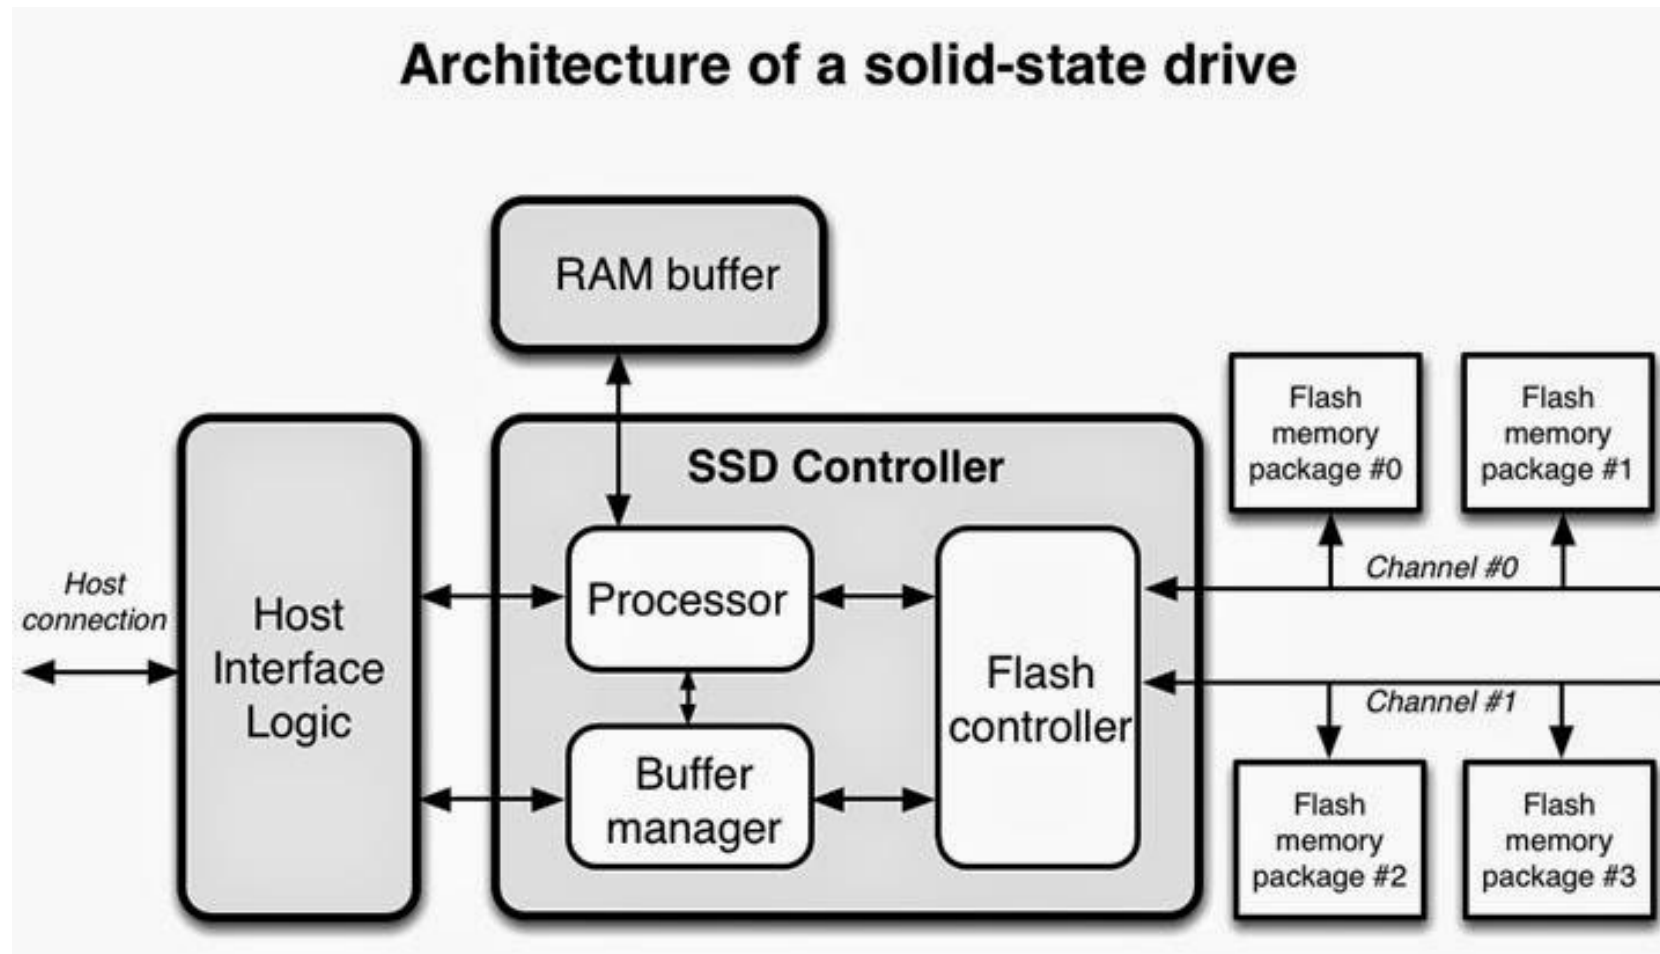 Architecture of a solid-state drive
RAM buffer
SSD Controller
Host
connection
Host
Interface
Logic
Processor
Buffer
manager
Flash
controller
Flash
memory
package #0
Flash
memory
package #1
Channel #0
Channel #1
Flash
memory
package #2
Flash
memory
package #3